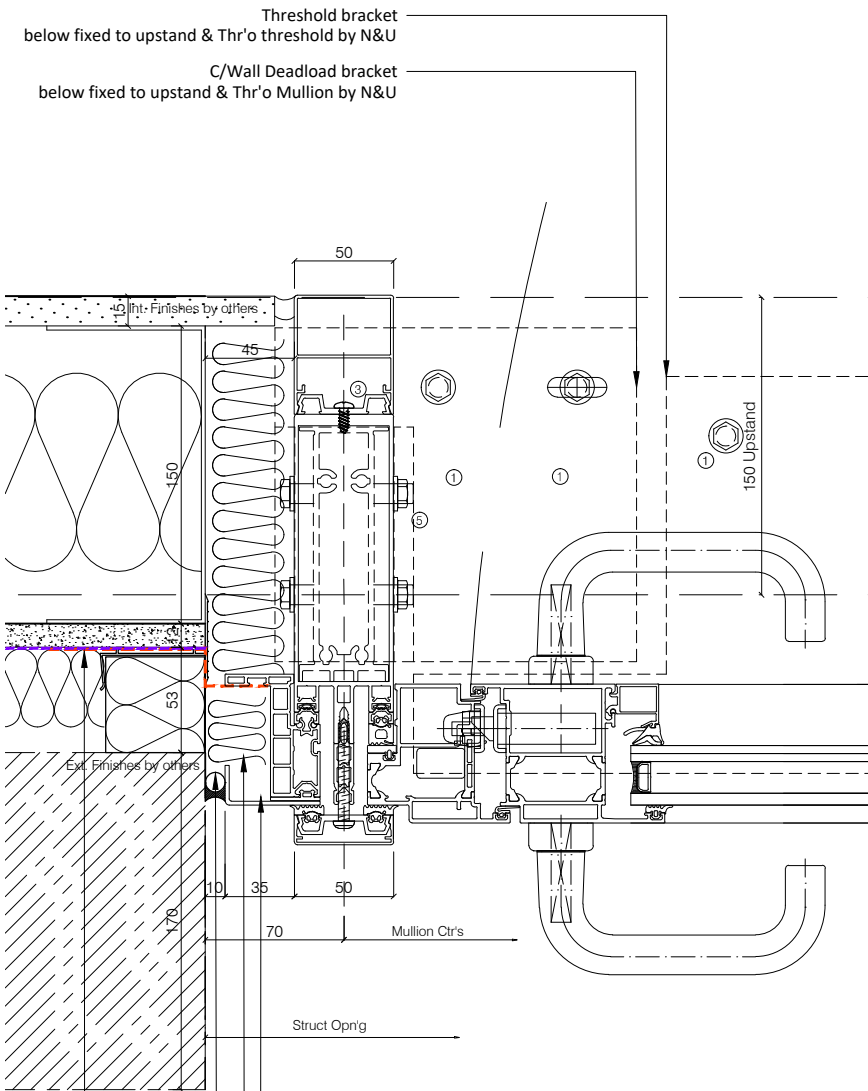 Threshold bracket
below fixed to upstand & Thr'o threshold by N&U
C/Wall Deadload bracket
below fixed to upstand & Thr'o Mullion by N&U
50
15
Int. Finishes by others
45
3
1
1
1
150 Upstand
150
5
12
53
Ext. Finishes by others
10
35
50
170
70
Mullion Ctr's
Struct Opn'g